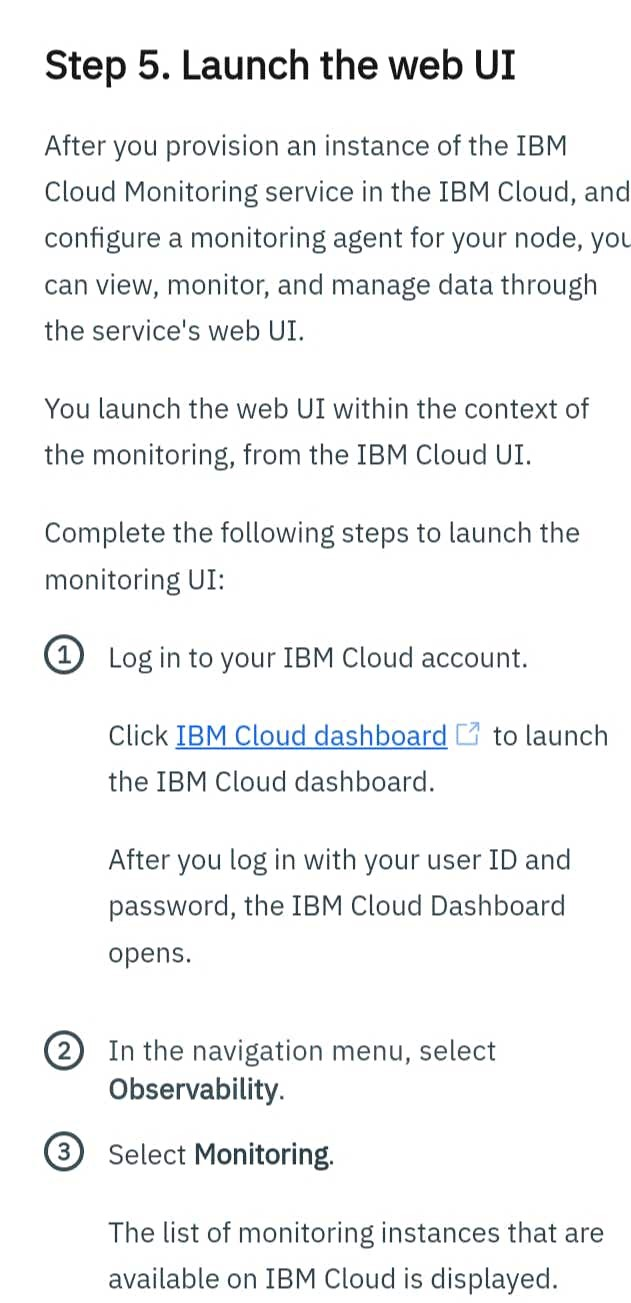 Step 5. Launch the web UI
After you provision an instance of the IBM
Cloud Monitoring service in the IBM Cloud, and
configure a monitoring agent for your node, you
can view, monitor, and manage data through
the service's web UI.
You launch the web UI within the context of
the monitoring, from the IBM Cloud UI.
Complete the following steps to launch the
monitoring UI:
1 Log in to your IBM Cloud account.
Click IBM Cloud dashboard to launch
the IBM Cloud dashboard.
After you log in with your user ID and
password, the IBM Cloud Dashboard
opens.
2 In the navigation menu, select
Observability.
3 Select Monitoring.
The list of monitoring instances that are
available on IBM Cloud is displayed.